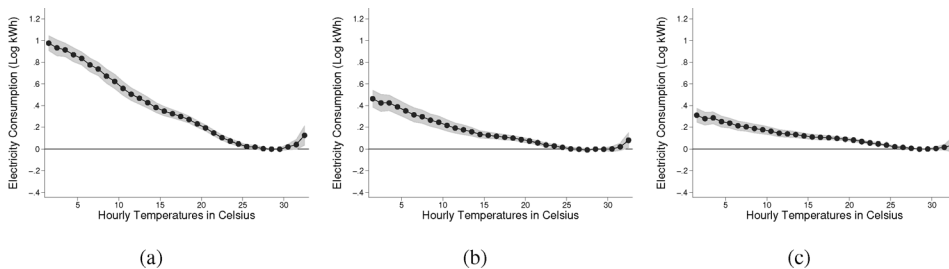 1.2
1
.8
.6
.4
.2
0
-.2
-.4
Electricity Consumption (Log kWh)
5 10 15 20 25 30
Hourly Temperatures in Celsius
(a)
1.2
1
.8
.6
.4
.2
0
-.2
-.4
Electricity Consumption (Log kWh)
5 10 15 20 25 30
Hourly Temperatures in Celsius
(b)
1.2
1
.8
.6
.4
.2
0
-.2
-.4
Electricity Consumption (Log kWh)
5 10 15 20 25 30
Hourly Temperatures in Celsius
(c)